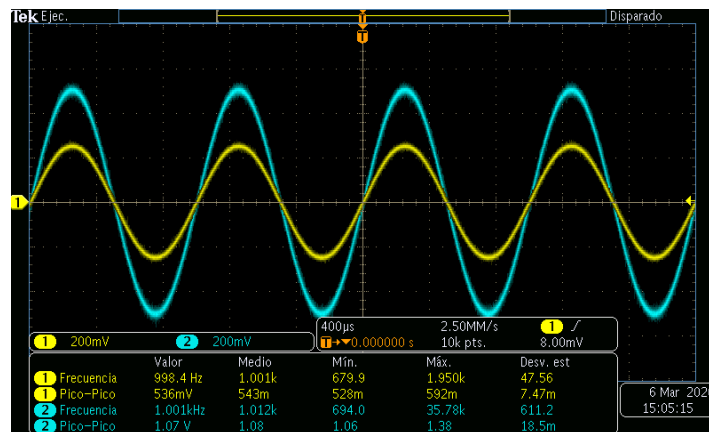 Tek Ejec.
Disparado
T
T
1
1 200mV 2 200mV
400µs 2.50MM/s 1
T→▼0.000000 s 10k pts. 8.00mV
Valor Medio Mín. Máx. Desv. est
1 Frecuencia 998.4 Hz 1.001k 679.9 1.950k 47.56
1 Pico-Pico 536mV 543m 528m 592m 7.47m
2 Frecuencia 1.001kHz 1.012k 694.0 35.78k 611.2
2 Pico-Pico 1.07 V 1.08 1.06 1.38 18.5m
6 Mar
15:05:15